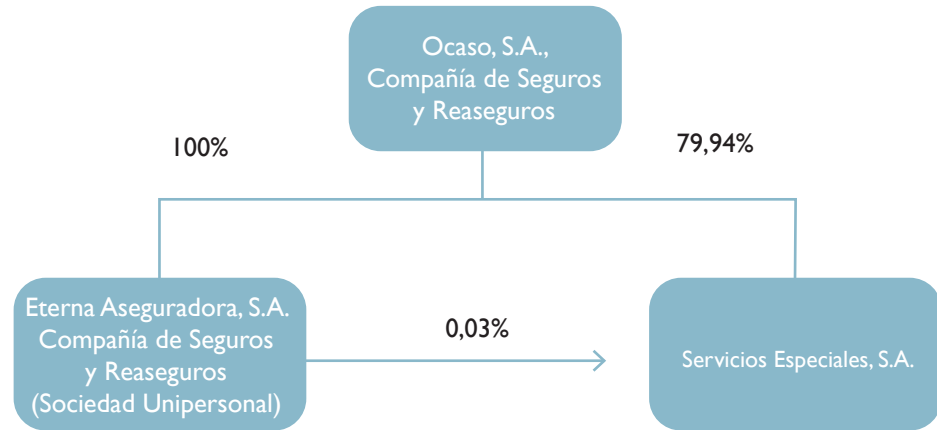 Ocaso, S.A.,
Compañía de Seguros
y Reaseguros
100%
79,94%
Eterna Aseguradora, S.A.
Compañía de Seguros
y Reaseguros
(Sociedad Unipersonal)
0,03%
Servicios Especiales, S.A.